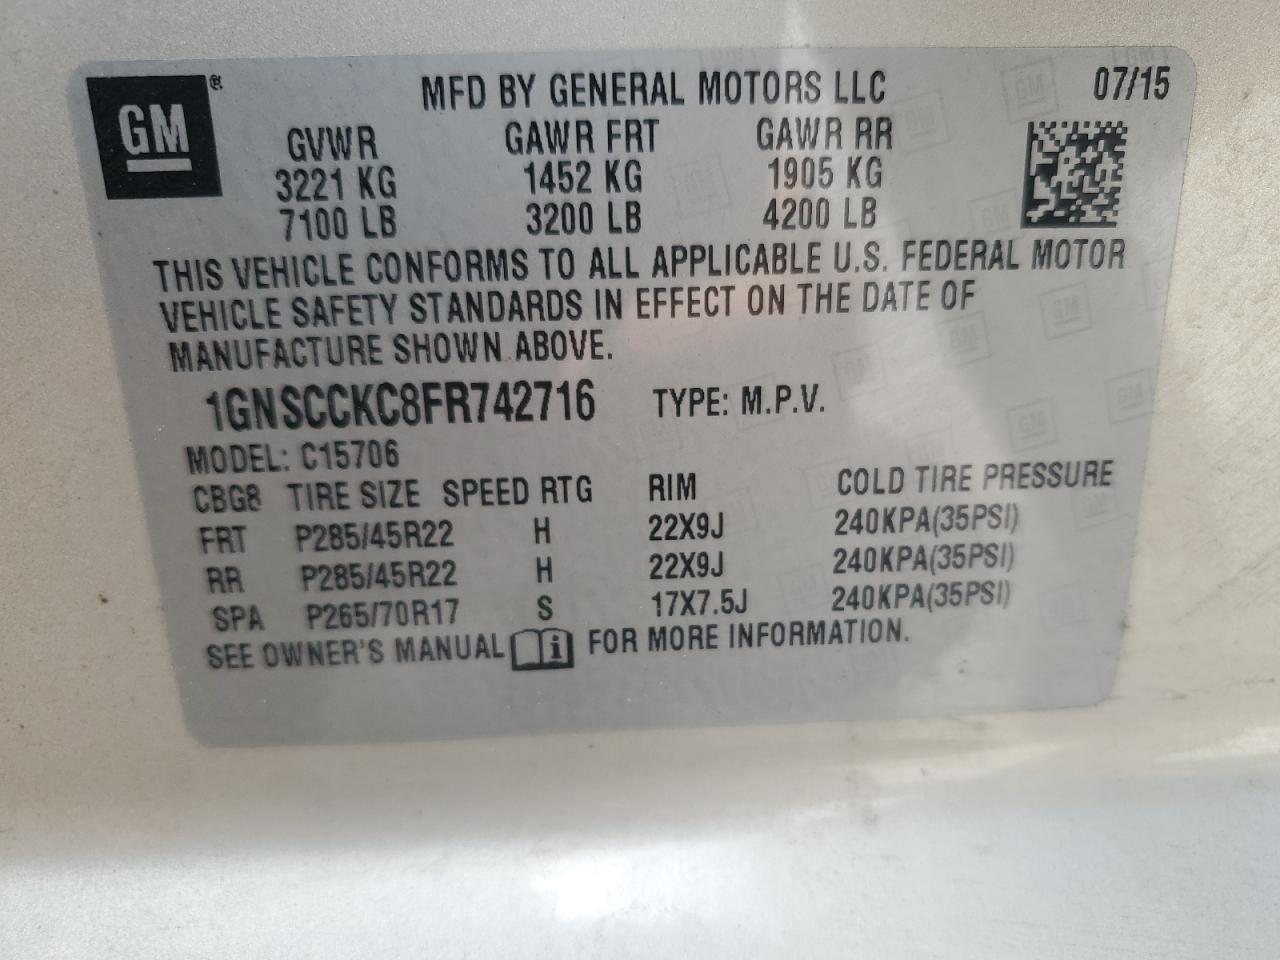 GM®
MFD BY GENERAL MOTORS LLC 07/15
GVWR GAWR FRT GAWR RR
3221 KG 1452 KG 1905 KG
7100 LB 3200 LB 4200 LB
THIS VEHICLE CONFORMS TO ALL APPLICABLE U.S. FEDERAL MOTOR
VEHICLE SAFETY STANDARDS IN EFFECT ON THE DATE OF
MANUFACTURE SHOWN ABOVE.
1GNSCCKC8FR742716 TYPE: M.P.V.
MODEL: C15706
CBG8 TIRE SIZE SPEED RTG RIM COLD TIRE PRESSURE
FRT P285/45R22 H 22X9J 240KPA(35PSI)
RR P285/45R22 H 22X9J 240KPA(35PSI)
SPA P265/70R17 S 17X7.5J 240KPA(35PSI)
SEE OWNER'S MANUAL i FOR MORE INFORMATION.